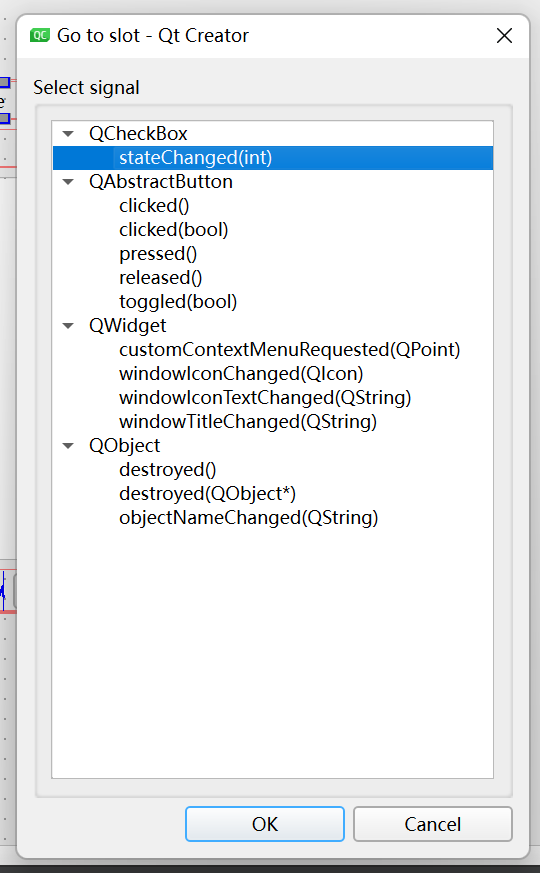 QC Go to slot - Qt Creator
Select signal
QCheckBox
stateChanged(int)
QAbstractButton
clicked()
clicked(bool)
pressed()
released()
toggled(bool)
QWidget
customContextMenuRequested(QPoint)
windowIconChanged(QIcon)
windowIconTextChanged(QString)
windowTitleChanged(QString)
QObject
destroyed()
destroyed(QObject*)
objectNameChanged(QString)
OK Cancel